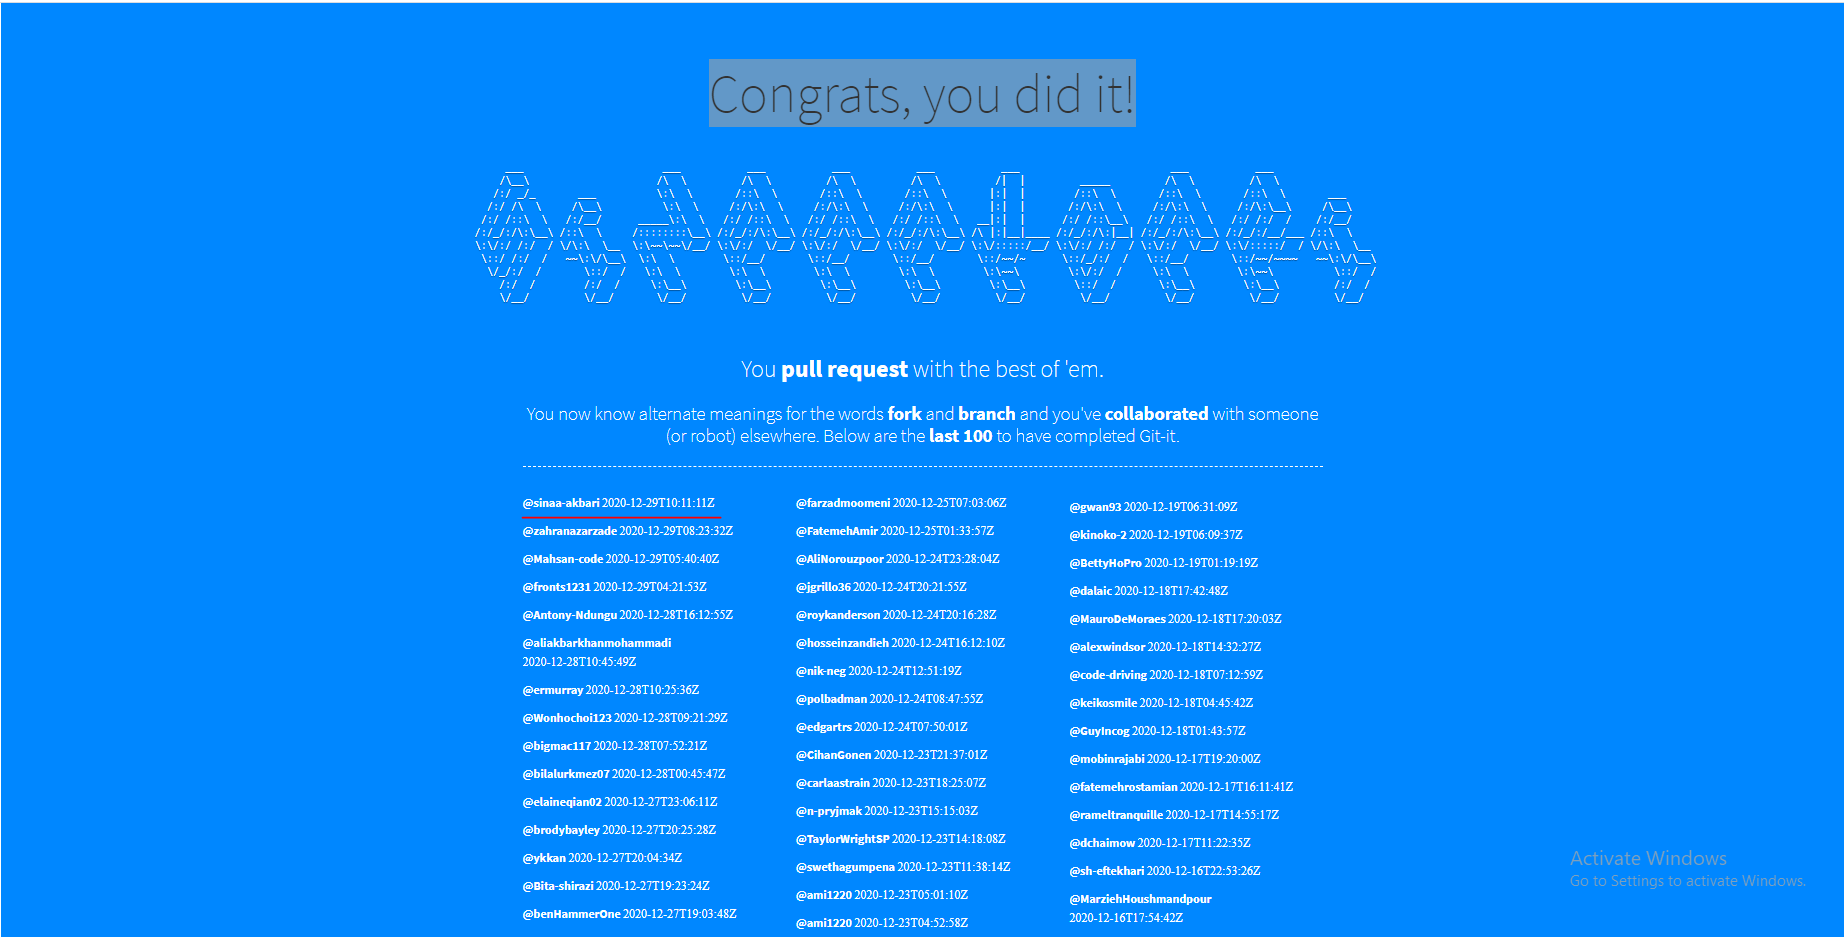 Congrats, you did it!
You pull request with the best of 'em.
You now know alternate meanings for the words fork and branch and you've collaborated with someone
(or robot) elsewhere. Below are the last 100 to have completed Git-it.
@sinaa-akbari 2020-12-29T10:11:11Z
@zahranazarzade 2020-12-29T08:23:32Z
@Mahsan-code 2020-12-29T05:40:40Z
@fronts1231 2020-12-29T04:21:53Z
@Antony-Ndungu 2020-12-28T16:12:55Z
@aliakbarkhanmohammadi
2020-12-28T10:45:49Z
@ermurray 2020-12-28T10:25:36Z
@Wonhochoi123 2020-12-28T09:21:29Z
@bigmac117 2020-12-28T07:52:21Z
@bilalurkmez07 2020-12-28T00:45:47Z
@elaineqian02 2020-12-27T23:06:11Z
@brodybayley 2020-12-27T20:25:28Z
@ykkan 2020-12-27T20:04:34Z
@Bita-shirazi 2020-12-27T19:23:24Z
@benHammerOne 2020-12-27T19:03:48Z
@farzadmoomeni 2020-12-25T07:03:06Z
@FatemehAmir 2020-12-25T01:33:57Z
@AliNorouzpoor 2020-12-24T23:28:04Z
@jgrillo36 2020-12-24T20:21:55Z
@roykanderson 2020-12-24T20:16:28Z
@hosseinzandieh 2020-12-24T16:12:10Z
@nik-neg 2020-12-24T12:51:19Z
@polbadman 2020-12-24T08:47:55Z
@edgartrs 2020-12-24T07:50:01Z
@CihanGonen 2020-12-23T21:37:01Z
@carlaastrain 2020-12-23T18:25:07Z
@n-pryjmak 2020-12-23T15:15:03Z
@TaylorWrightSP 2020-12-23T14:18:08Z
@swethagumpena 2020-12-23T11:38:14Z
@ami1220 2020-12-23T05:01:10Z
@ami1220 2020-12-23T04:52:58Z
@gwan93 2020-12-19T06:31:09Z
@kinoko-2 2020-12-19T06:09:37Z
@BettyHoPro 2020-12-19T01:19:19Z
@dalaic 2020-12-18T17:42:48Z
@MauroDeMoraes 2020-12-18T17:20:03Z
@alexwindsor 2020-12-18T14:32:27Z
@code-driving 2020-12-18T07:12:59Z
@keikosmile 2020-12-18T04:45:42Z
@GuyIncog 2020-12-18T01:43:57Z
@mobinrajabi 2020-12-17T19:20:00Z
@fatemehrostamian 2020-12-17T16:11:41Z
@rameltranquille 2020-12-17T14:55:17Z
@dchaimow 2020-12-17T11:22:35Z
@sh-eftekhari 2020-12-16T22:53:26Z
@MarziehHoushmandpour
2020-12-16T17:54:42Z
Activate Windows
Go to Settings to activate Windows.